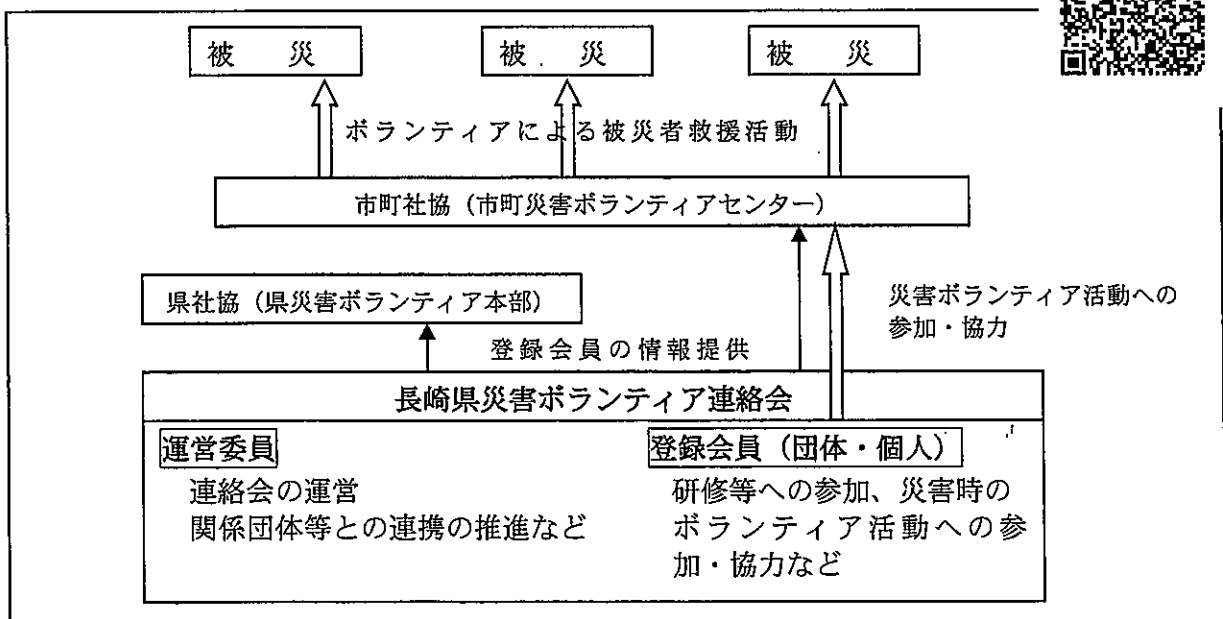 被 災
被 災
被 災
ボランティアによる被災者救援活動
市町社協（市町災害ボランティアセンター）
県社協（県災害ボランティア本部）
災害ボランティア活動への
参加・協力
登録会員の情報提供
長崎県災害ボランティア連絡会
運営委員
連絡会の運営
関係団体等との連携の推進など
登録会員（団体・個人）
研修等への参加、災害時の
ボランティア活動への参
加・協力など